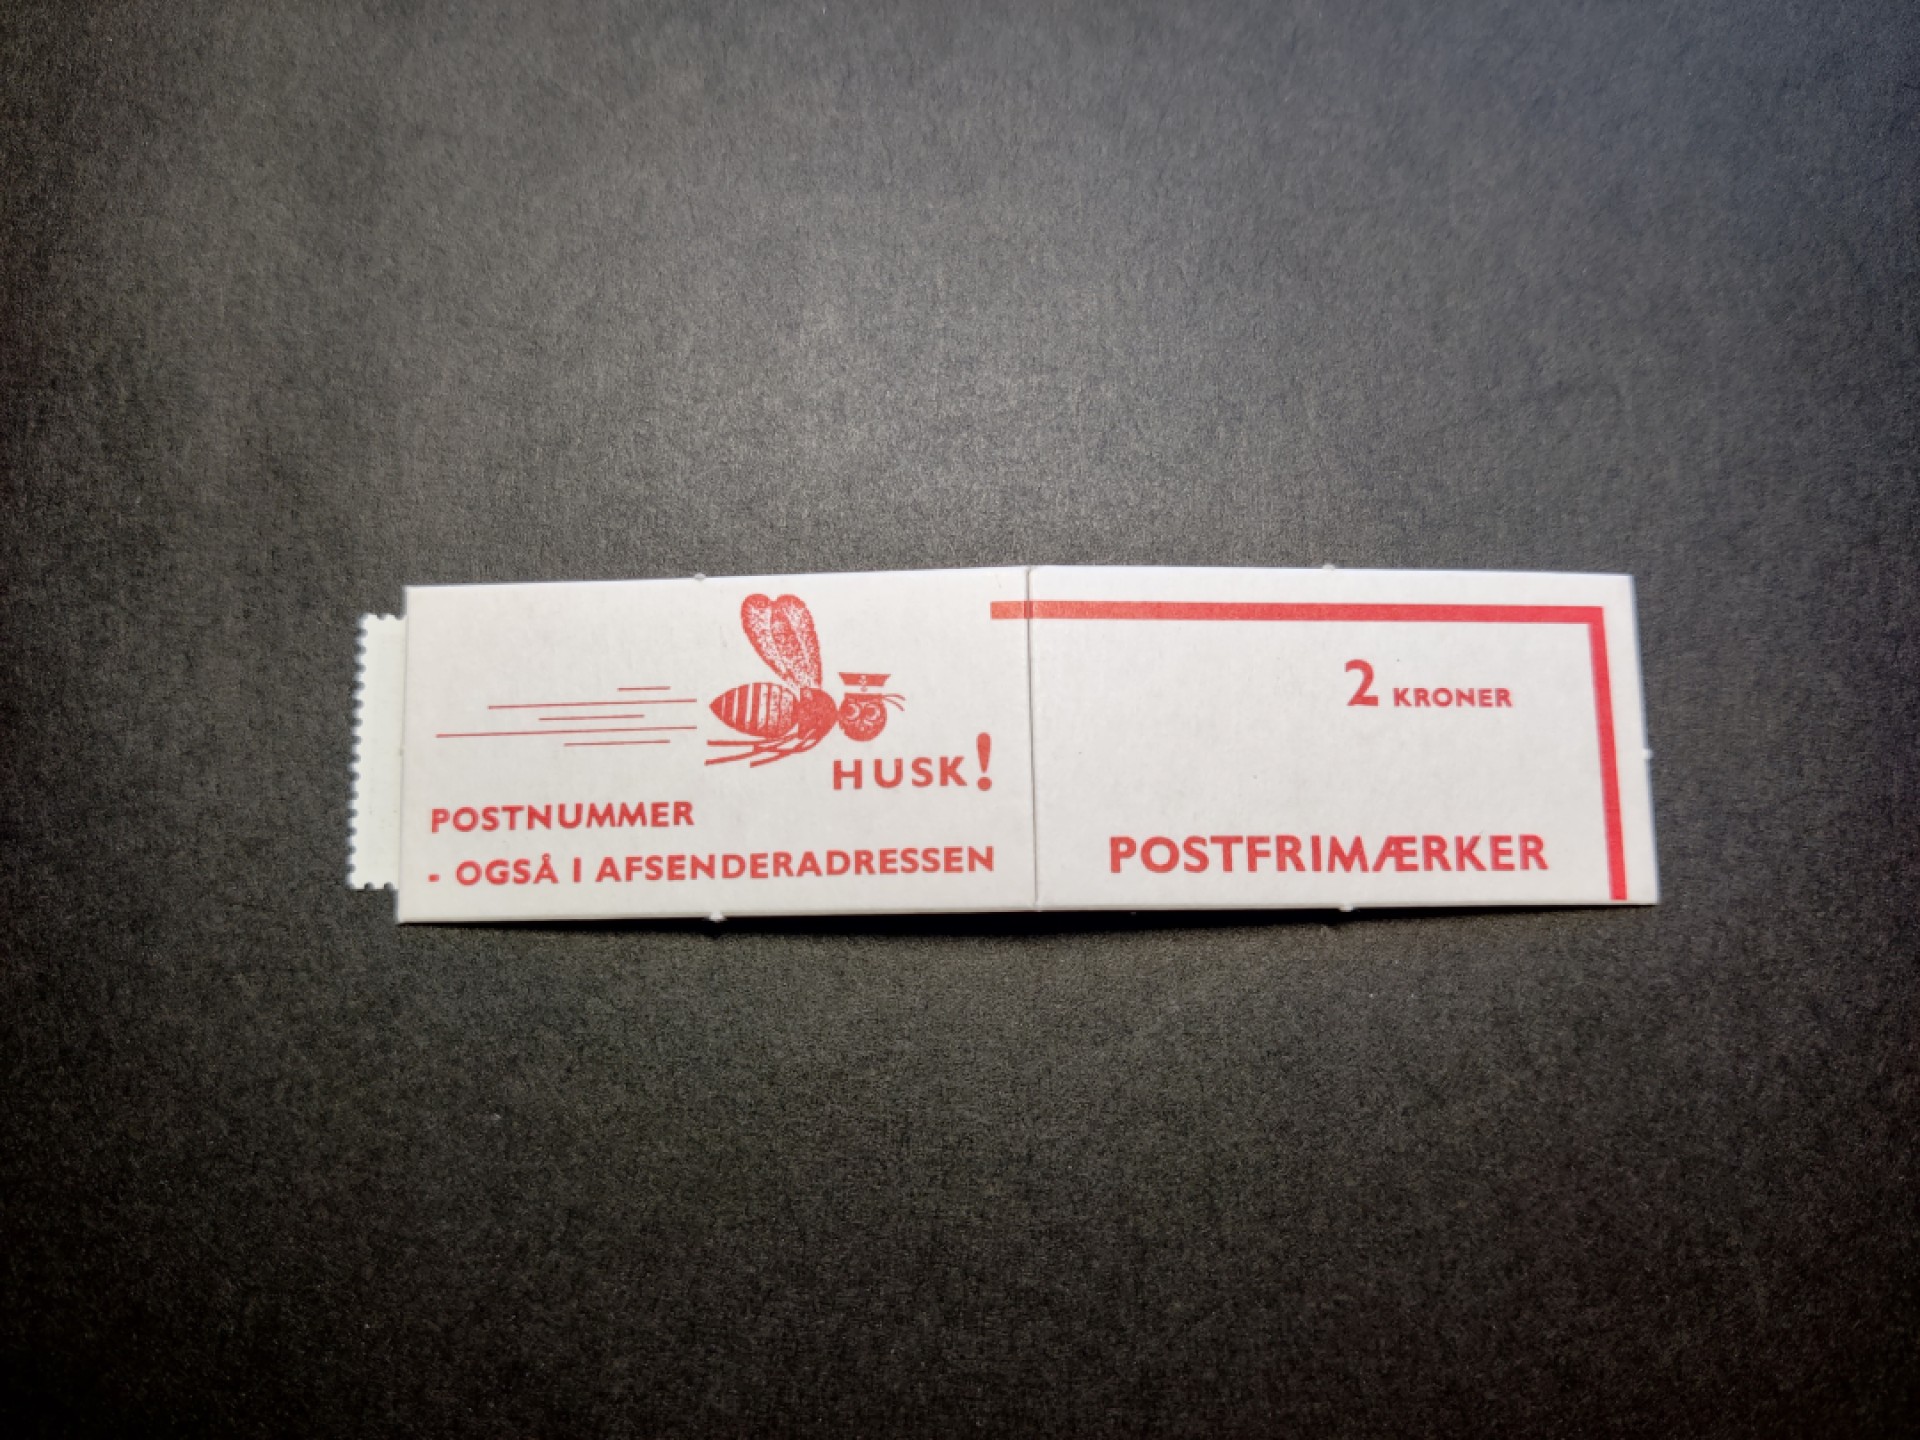 HUSK!
POSTNUMMER
- OGSÅ I AFSENDERADRESSEN
2 KRONER
POSTFRIMÆRKER